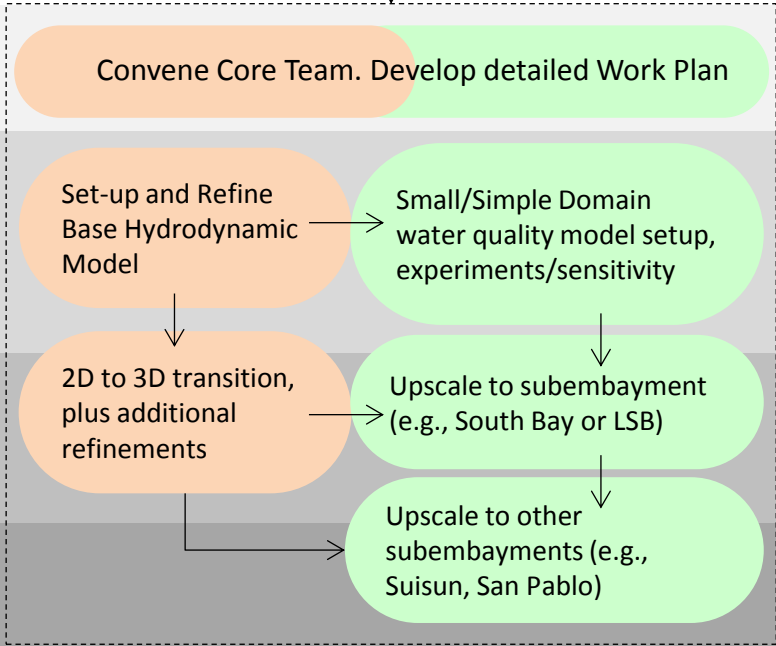 Convene Core Team. Develop detailed Work Plan
Set-up and Refine
Base Hydrodynamic
Model
Small/Simple Domain
water quality model setup,
experiments/sensitivity
2D to 3D transition,
plus additional
refinements
Upscale to subembayment
(e.g., South Bay or LSB)
Upscale to other
subembayments (e.g.,
Suisun, San Pablo)